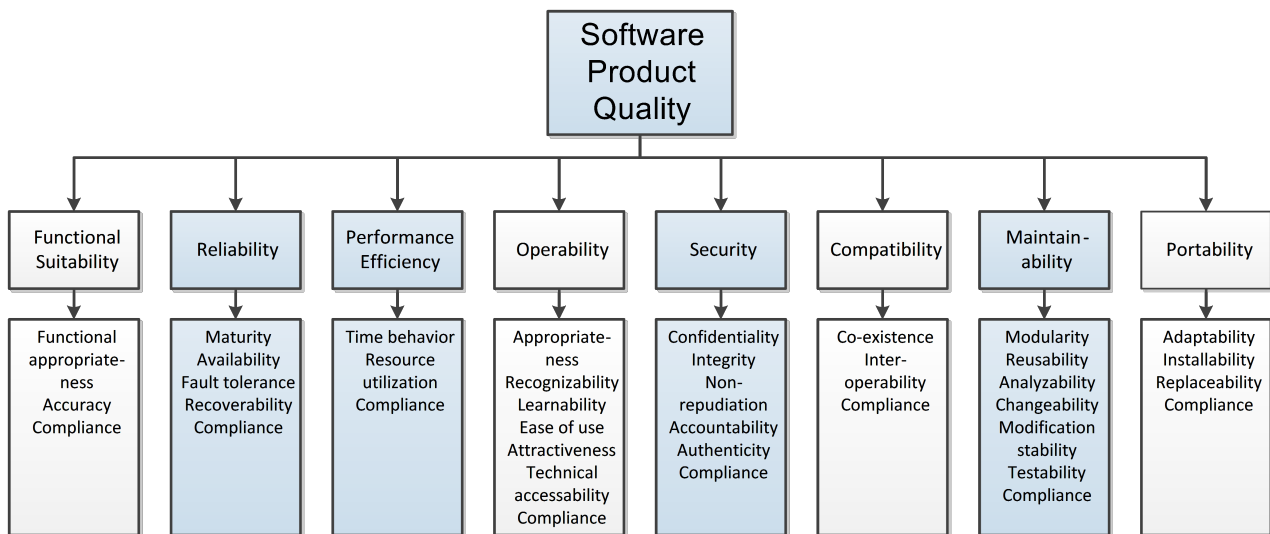 Software
Product
Quality
Functional
Suitability
Reliability
Performance
Efficiency
Operability
Security
Compatibility
Maintain-
ability
Portability
Functional
appropriate-
ness
Accuracy
Compliance
Maturity
Availability
Fault tolerance
Recoverability
Compliance
Time behavior
Resource
utilization
Compliance
Appropriate-
ness
Recognizability
Learnability
Ease of use
Attractiveness
Technical
accessability
Compliance
Confidentiality
Integrity
Non-
repudiation
Accountability
Authenticity
Compliance
Co-existence
Inter-
operability
Compliance
Modularity
Reusability
Analyzability
Changeability
Modification
stability
Testability
Compliance
Adaptability
Installability
Replaceability
Compliance